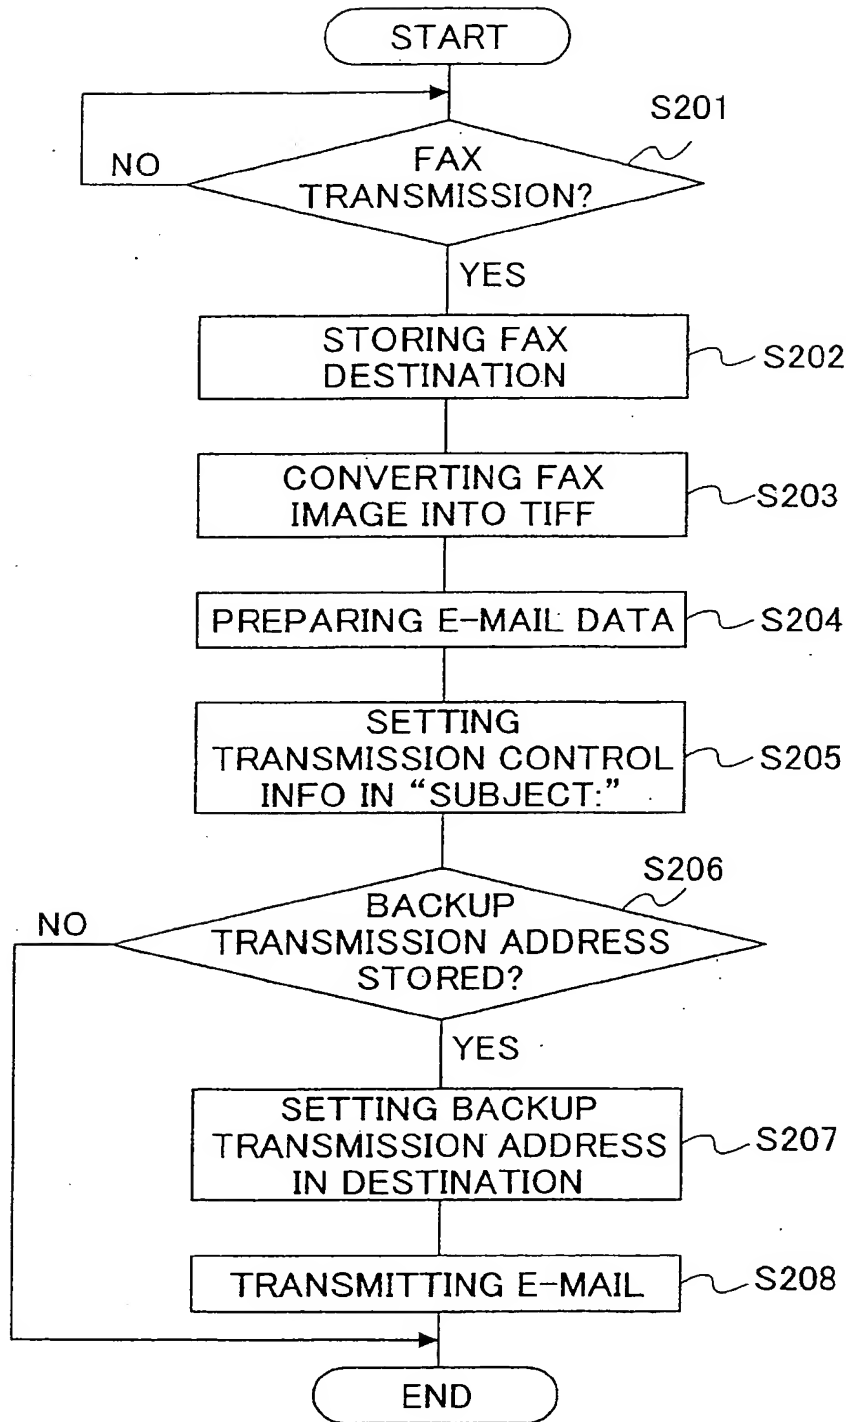 START
S201
FAX
TRANSMISSION?
NO
YES
STORING FAX
DESTINATION
S202
CONVERTING FAX
IMAGE INTO TIFF
S203
PREPARING E-MAIL DATA
S204
SETTING
TRANSMISSION CONTROL
INFO IN “SUBJECT:”
S205
S206
BACKUP
TRANSMISSION ADDRESS
STORED?
NO
YES
SETTING BACKUP
TRANSMISSION ADDRESS
IN DESTINATION
S207
TRANSMITTING E-MAIL
S208
END